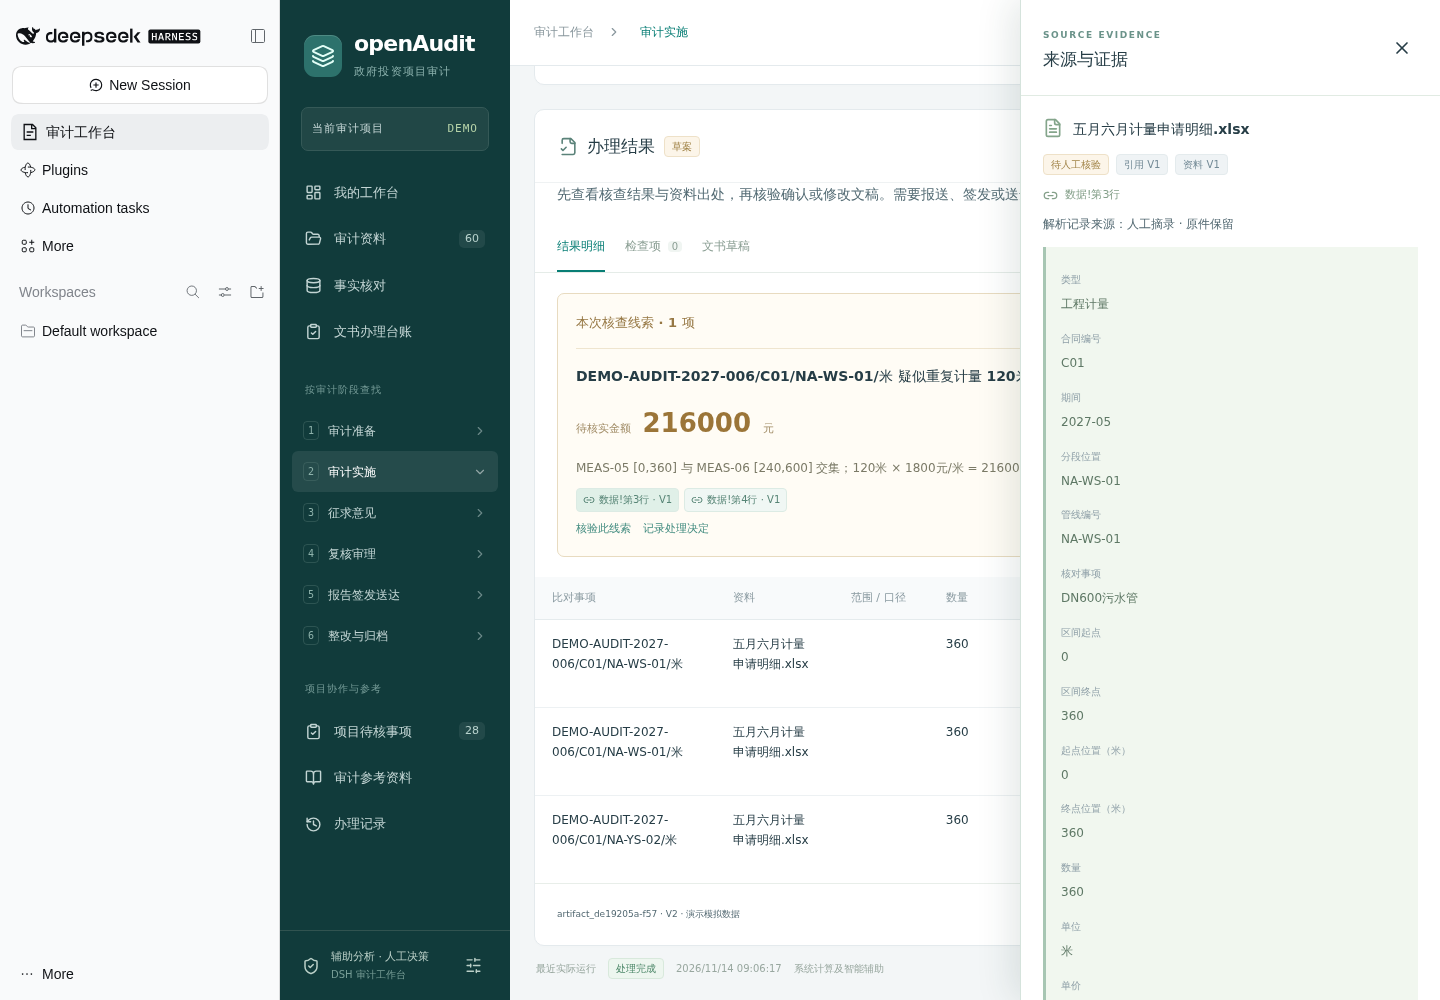 deepseek HARNESS
New Session
审计工作台
Plugins
Automation tasks
More
Workspaces
Default workspace
More
openAudit
政府投资项目审计
当前审计项目 DEMO
我的工作台
审计资料 60
事实核对
文书办理台账
按审计阶段查找
1 审计准备
2 审计实施
3 征求意见
4 复核审理
5 报告签发送达
6 整改与归档
项目协作与参考
项目待核事项 28
审计参考资料
办理记录
辅助分析 · 人工决策
DSH 审计工作台
审计工作台 审计实施
办理结果 草案
先查看核查结果与资料出处，再核验确认或修改文稿。需要报送、签发或送
结果明细 检查项 0 文书草稿
本次核查线索 · 1 项
DEMO-AUDIT-2027-006/C01/NA-WS-01/米 疑似重复计量 120
待核实金额 216000 元
MEAS-05 [0,360] 与 MEAS-06 [240,600] 交集；120米 × 1800元/米 = 21600
数据!第3行 · V1 数据!第4行 · V1
核验此线索 记录处理决定
比对事项 资料 范围 / 口径 数量
DEMO-AUDIT-2027-
006/C01/NA-WS-01/米
五月六月计量
申请明细.xlsx
360
DEMO-AUDIT-2027-
006/C01/NA-WS-01/米
五月六月计量
申请明细.xlsx
360
DEMO-AUDIT-2027-
006/C01/NA-YS-02/米
五月六月计量
申请明细.xlsx
360
artifact_de19205a-f57 · V2 · 演示模拟数据
最近实际运行 处理完成 2026/11/14 09:06:17 系统计算及智能辅助
SOURCE EVIDENCE
来源与证据
五月六月计量申请明细.xlsx
待人工核验 引用 V1 资料 V1
数据!第3行
解析记录来源：人工摘录 · 原件保留
类型
工程计量
合同编号
C01
期间
2027-05
分段位置
NA-WS-01
管线编号
NA-WS-01
核对事项
DN600污水管
区间起点
0
区间终点
360
起点位置（米）
0
终点位置（米）
360
数量
360
单位
米
单价